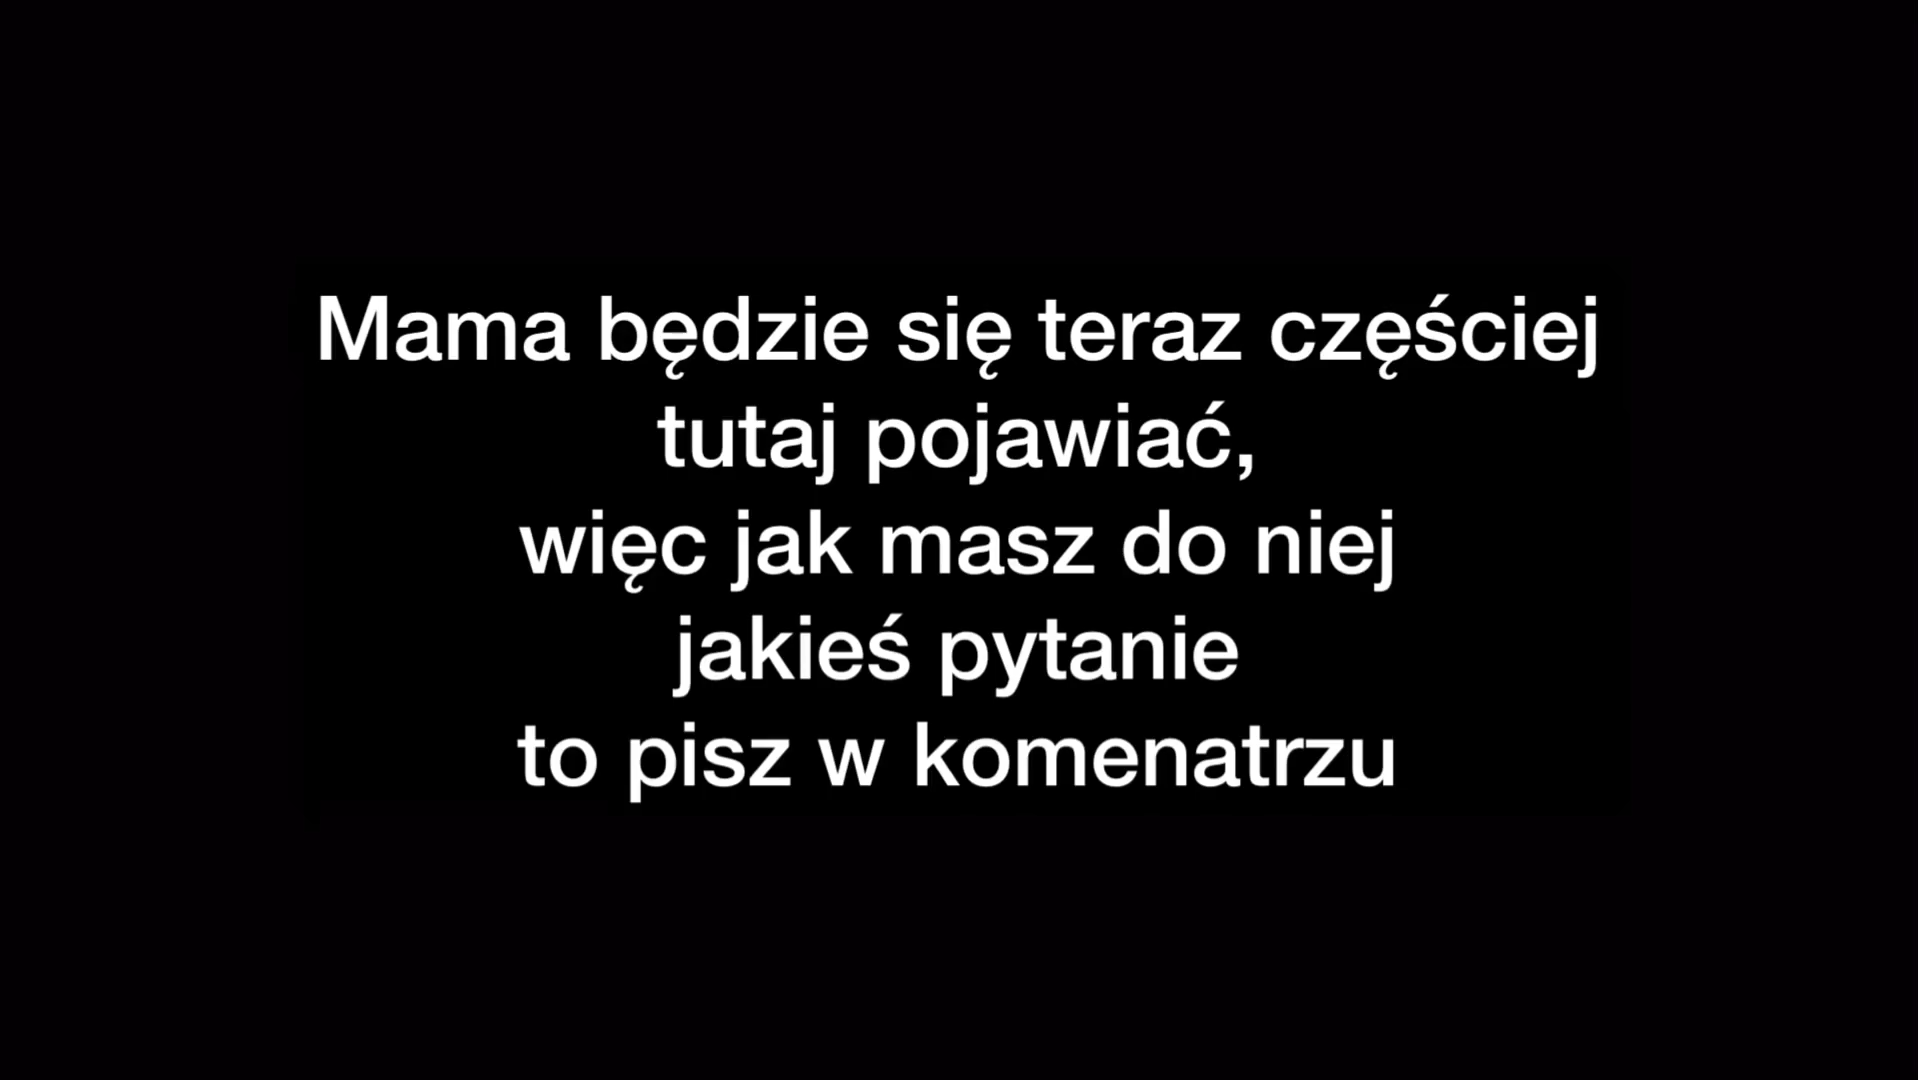 Mama będzie się teraz częściej
tutaj pojawiać,
więc jak masz do niej
jakieś pytanie
to pisz w komenatrzu